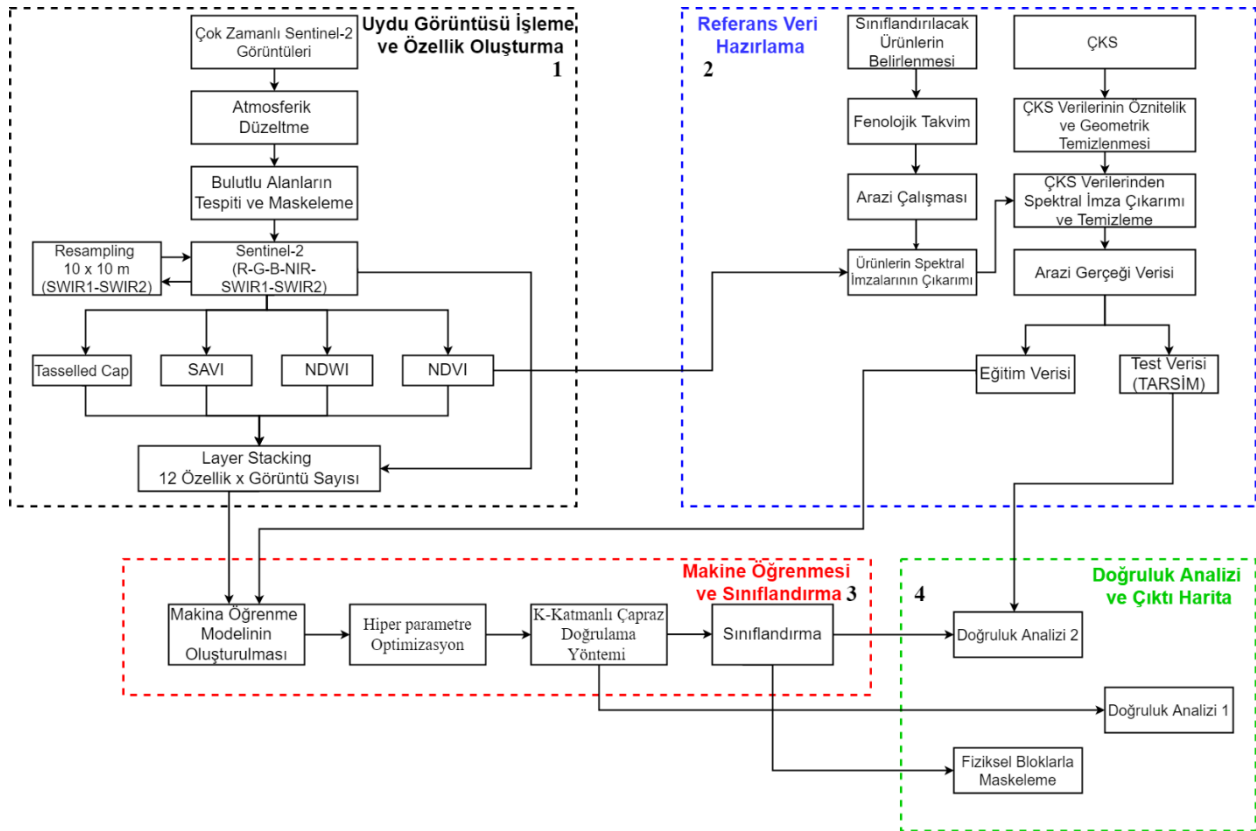 Uydu Görüntüsü İşleme
ve Özellik Oluşturma
1
Çok Zamanlı Sentinel-2
Görüntüleri
Atmosferik
Düzeltme
Bulutlu Alanların
Tespiti ve Maskeleme
Resampling
10 x 10 m
(SWIR1-SWIR2)
Sentinel-2
(R-G-B-NIR-
SWIR1-SWIR2)
Tasselled Cap
SAVI
NDWI
NDVI
Layer Stacking
12 Özellik x Görüntü Sayısı
Referans Veri
Hazırlama
2
Sınıflandırılacak
Ürünlerin
Belirlenmesi
Fenolojik Takvim
Arazi Çalışması
Ürünlerin Spektral
İmzalarının Çıkarımı
ÇKS
ÇKS Verilerinin Öznitelik
ve Geometrik
Temizlenmesi
ÇKS Verilerinden
Spektral İmza Çıkarımı
ve Temizleme
Arazi Gerçeği Verisi
Eğitim Verisi
Test Verisi
(TARSİM)
Makine Öğrenmesi
ve Sınıflandırma
3
Makina Öğrenme
Modelinin
Oluşturulması
Hiper parametre
Optimizasyon
K-Katmanlı Çapraz
Doğrulama
Yöntemi
Sınıflandırma
4
Doğruluk Analizi
ve Çıktı Harita
Doğruluk Analizi 2
Doğruluk Analizi 1
Fiziksel Bloklarla
Maskeleme